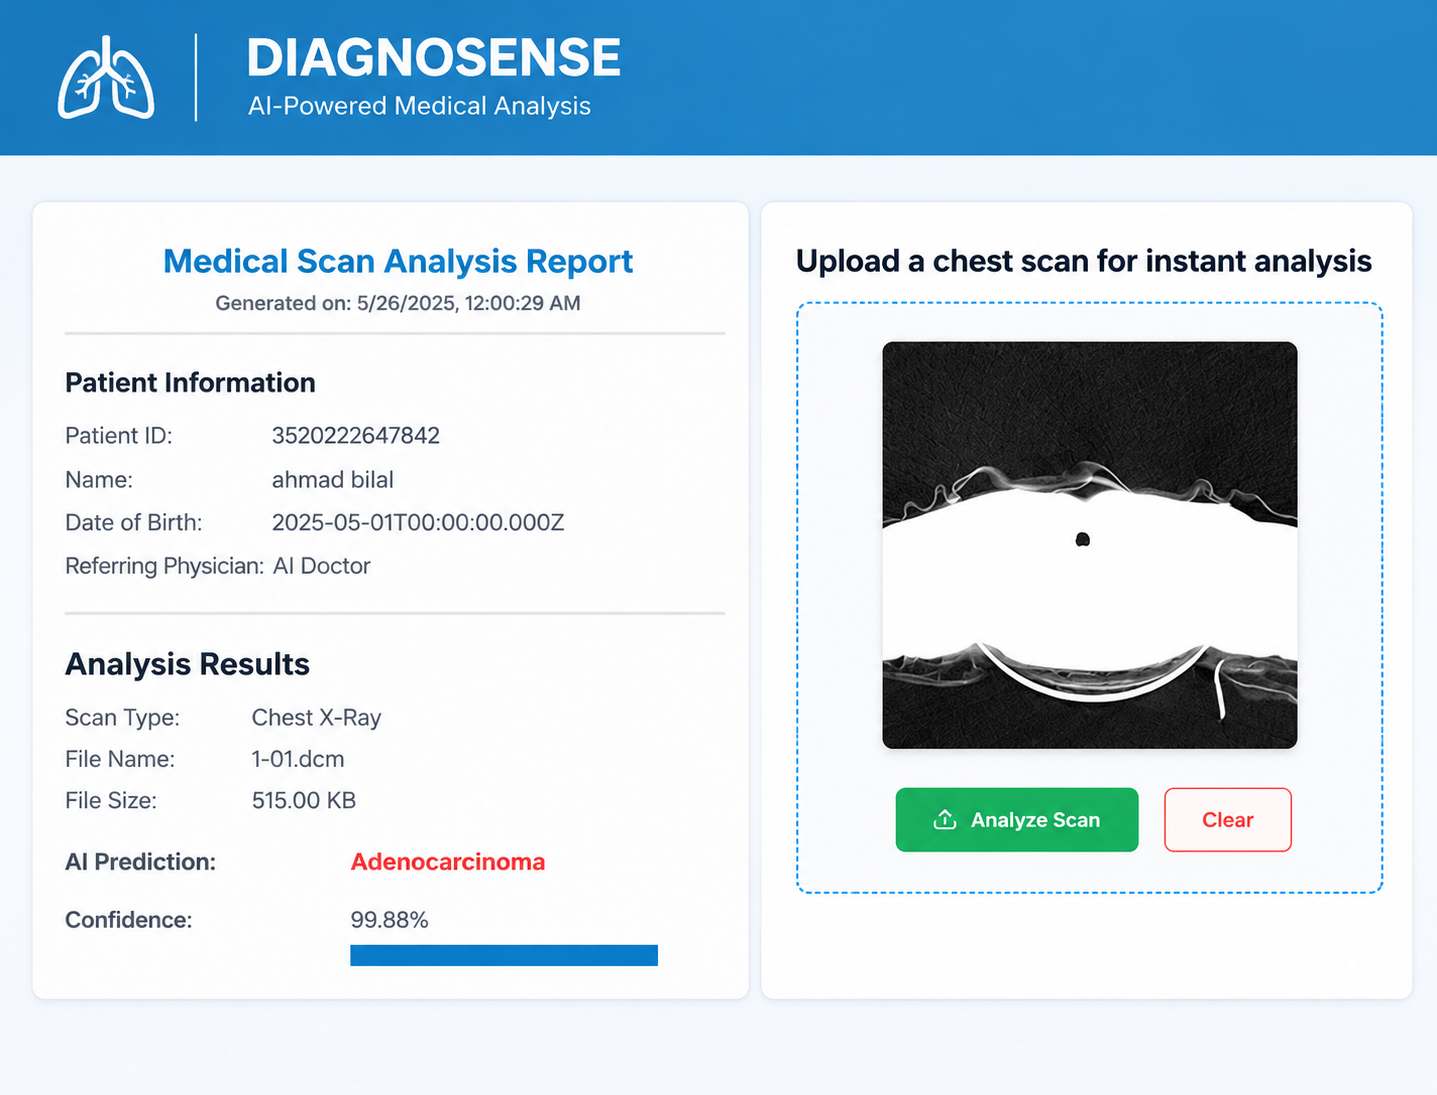 DIAGNOSENSE
AI-Powered Medical Analysis
Medical Scan Analysis Report
Generated on: 5/26/2025, 12:00:29 AM
Patient Information
Patient ID: 3520222647842
Name: ahmad bilal
Date of Birth: 2025-05-01T00:00:00.000Z
Referring Physician: AI Doctor
Analysis Results
Scan Type: Chest X-Ray
File Name: 1-01.dcm
File Size: 515.00 KB
AI Prediction: Adenocarcinoma
Confidence: 99.88%
Upload a chest scan for instant analysis
Analyze Scan
Clear